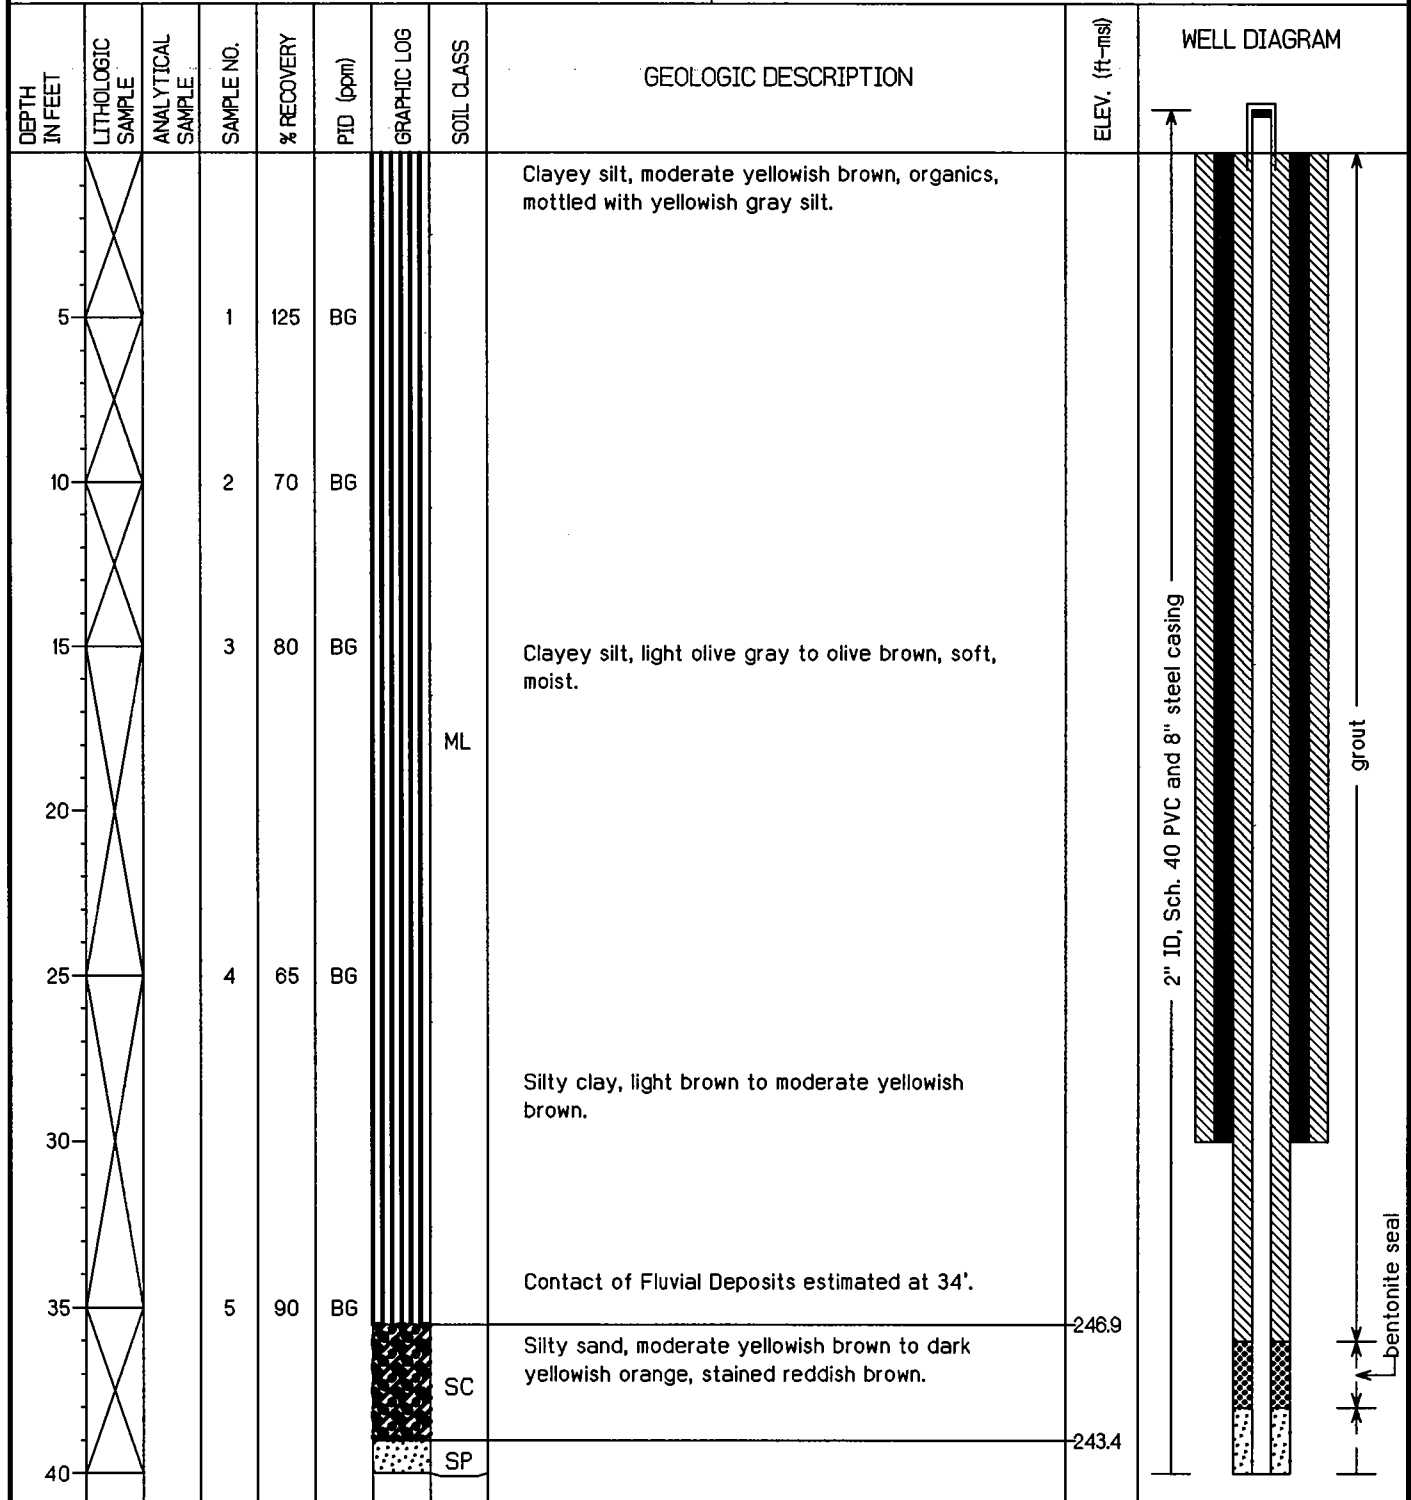 DEPTH
IN FEET
LITHOLOGIC
SAMPLE
ANALYTICAL
SAMPLE
SAMPLE NO.
% RECOVERY
PID (ppm)
GRAPHIC LOG
SOIL CLASS
GEOLOGIC DESCRIPTION
ELEV. (ft-msl)
WELL DIAGRAM
Clayey silt, moderate yellowish brown, organics,
mottled with yellowish gray silt.
5 1 125 BG
10 2 70 BG
15 3 80 BG
Clayey silt, light olive gray to olive brown, soft,
moist.
ML
20
25 4 65 BG
Silty clay, light brown to moderate yellowish
brown.
30
Contact of Fluvial Deposits estimated at 34'.
35 5 90 BG
246.9
Silty sand, moderate yellowish brown to dark
yellowish orange, stained reddish brown.
SC
243.4
SP
40
2" ID, Sch. 40 PVC and 8" steel casing
grout
bentonite seal